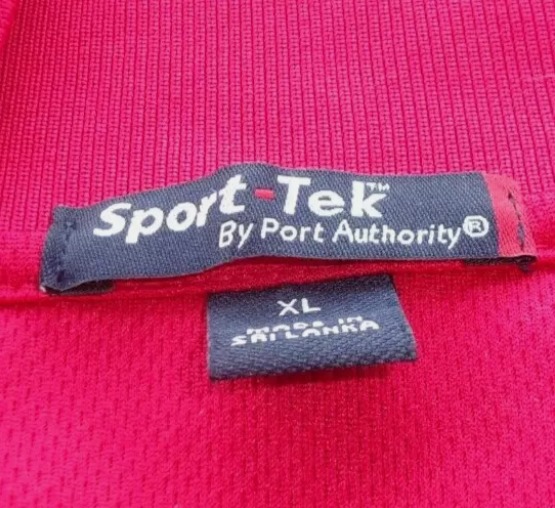 Sport-Tek™
By Port Authority®
XL
MADE IN
SRI LANKA